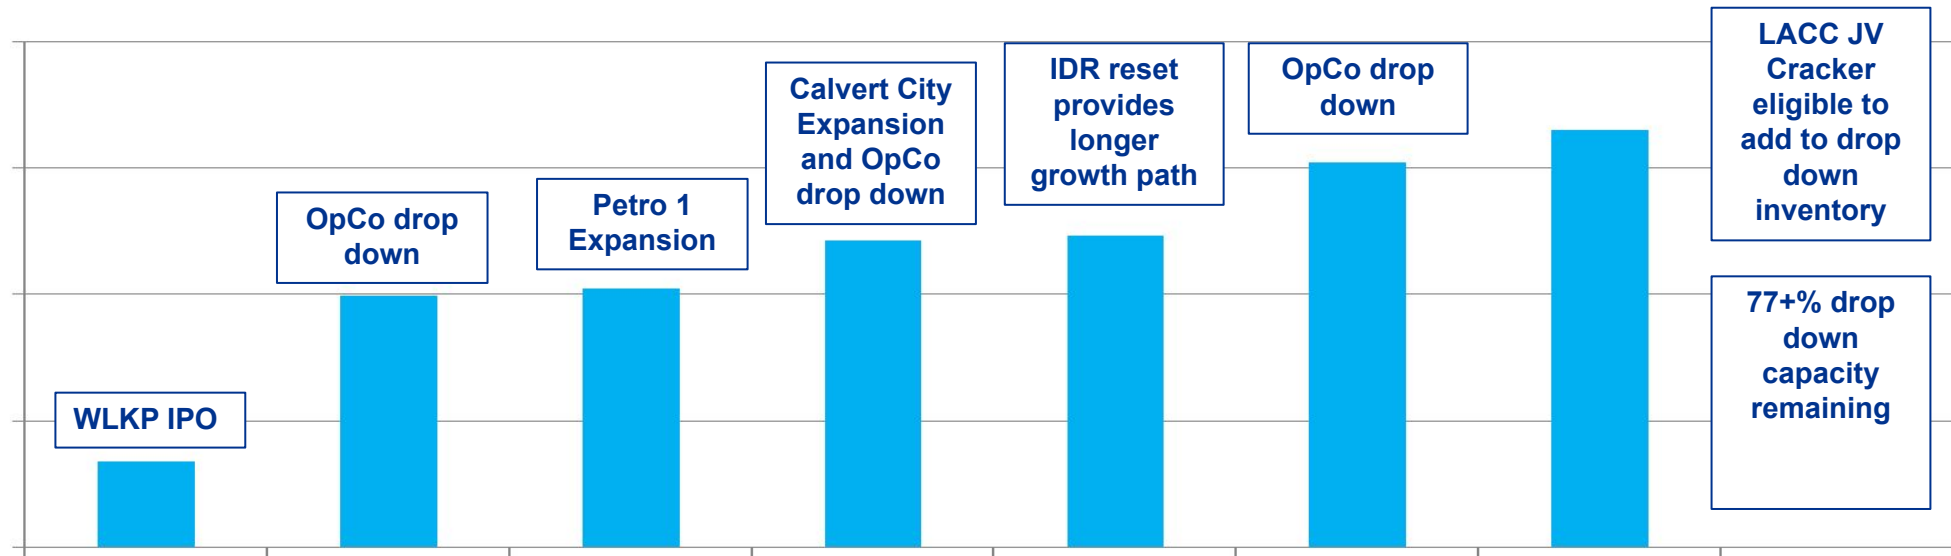 WLKP IPO
OpCo drop
down
Petro 1
Expansion
Calvert City
Expansion
and OpCo
drop down
IDR reset
provides
longer
growth path
OpCo drop
down
LACC JV
Cracker
eligible to
add to drop
down
inventory
77+% drop
down
capacity
remaining